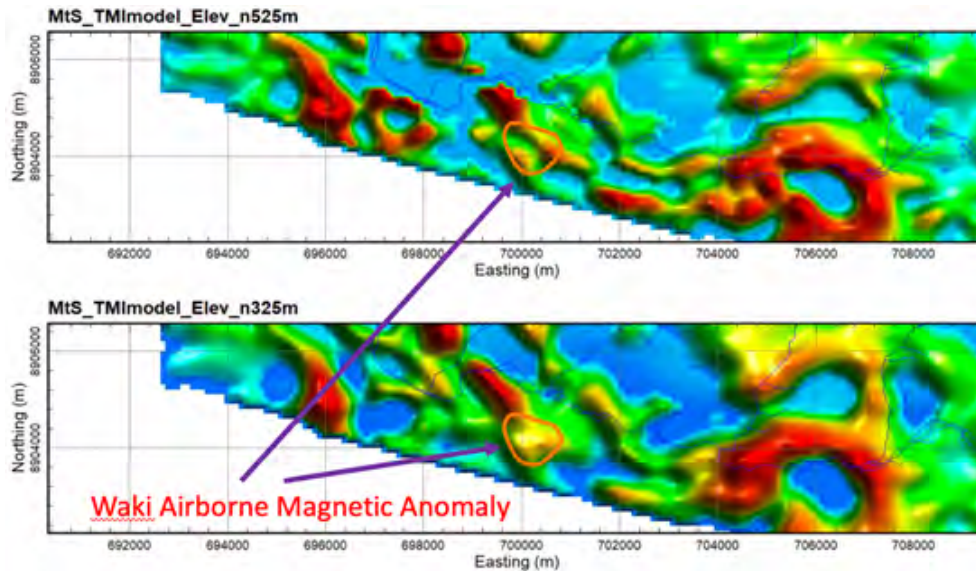 MtS_TMImodel_Elev_n525m
8906000
8904000
Northing (m)
692000 694000 696000 698000 700000 702000 704000 706000 708000
Easting (m)
MtS_TMImodel_Elev_n325m
8906000
8904000
Northing (m)
Waki Airborne Magnetic Anomaly
692000 694000 696000 698000 700000 702000 704000 706000 708000
Easting (m)